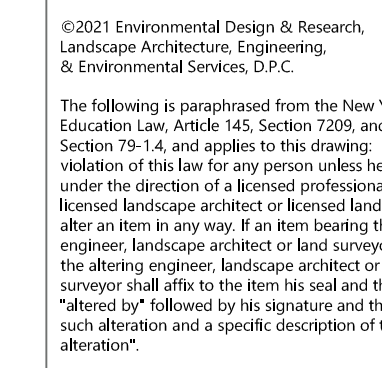 ©2021 Environmental Design & Research,
Landscape Architecture, Engineering,
& Environmental Services, D.P.C.
The following is paraphrased from the New
Education Law, Article 145, Section 7209, and
Section 79-1.4, and applies to this drawing:
violation of this law for any person unless he
under the direction of a licensed
licensed landscape architect or licensed land
alter an item in any way. If an item bearing
engineer, landscape architect or land
the altering engineer, landscape architect or
surveyor shall affix to the item his seal and
"altered by" followed by his signature and
such alteration and a specific description of
alteration".